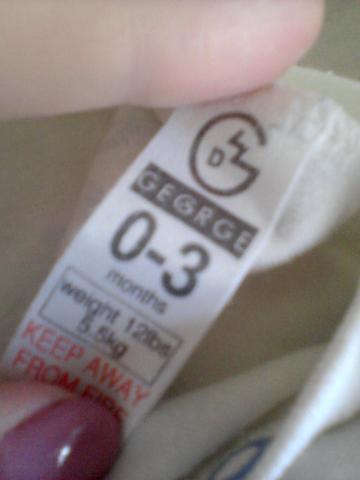 GEORGE
0-3
months
weight 12lbs
5.5kg
KEEP AWAY
FROM FIRE